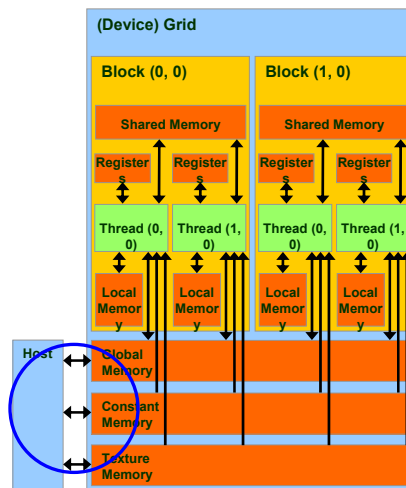 (Device) Grid
Block (0, 0)
Block (1, 0)
Shared Memory
Shared Memory
Register
s
Register
s
Register
s
Register
s
Thread (0,
0)
Thread (1,
0)
Thread (0,
0)
Thread (1,
0)
Local
Memor
y
Local
Memor
y
Local
Memor
y
Local
Memor
y
Host
Global
Memory
Constant
Memory
Texture
Memory